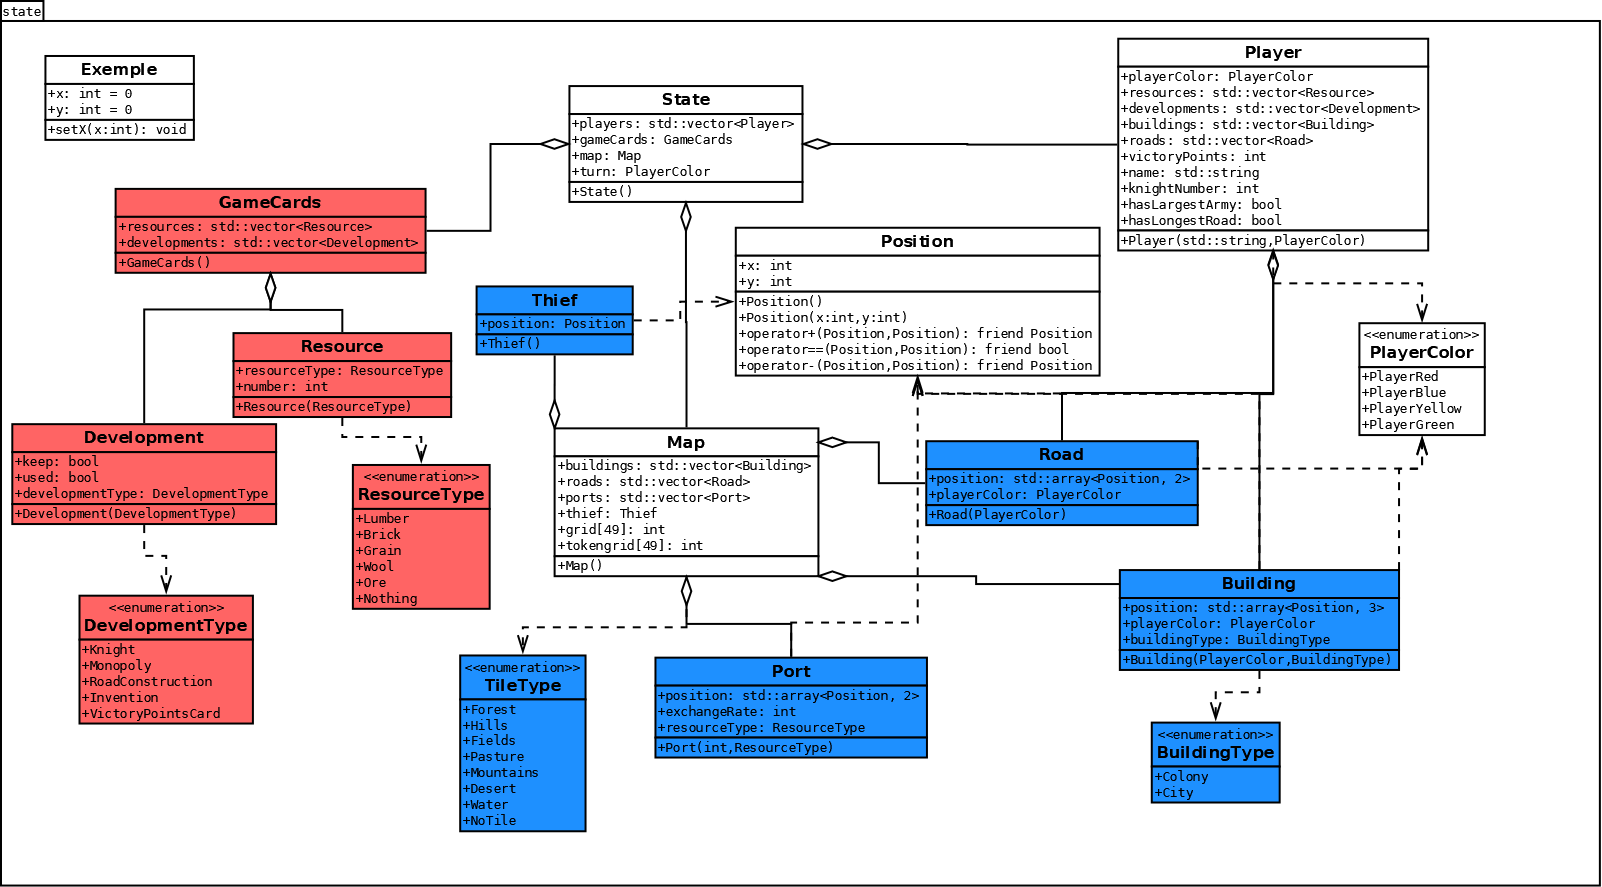 state
Exemple
+x: int = 0
+y: int = 0
+setX(x:int): void
State
+players: std::vector<Player>
+gameCards: GameCards
+map: Map
+turn: PlayerColor
+State()
Player
+playerColor: PlayerColor
+resources: std::vector<Resource>
+developments: std::vector<Development>
+buildings: std::vector<Building>
+roads: std::vector<Road>
+victoryPoints: int
+name: std::string
+knightNumber: int
+hasLargestArmy: bool
+hasLongestRoad: bool
+Player(std::string,PlayerColor)
GameCards
+resources: std::vector<Resource>
+developments: std::vector<Development>
+GameCards()
Position
+x: int
+y: int
+Position()
+Position(x:int,y:int)
+operator+(Position,Position): friend Position
+operator==(Position,Position): friend bool
+operator-(Position,Position): friend Position
Thief
+position: Position
+Thief()
Resource
+resourceType: ResourceType
+number: int
+Resource(ResourceType)
<<enumeration>>
PlayerColor
+PlayerRed
+PlayerBlue
+PlayerYellow
+PlayerGreen
Development
+keep: bool
+used: bool
+developmentType: DevelopmentType
+Development(DevelopmentType)
<<enumeration>>
ResourceType
+Lumber
+Brick
+Grain
+Wool
+Ore
+Nothing
Map
+buildings: std::vector<Building>
+roads: std::vector<Road>
+ports: std::vector<Port>
+thief: Thief
+grid[49]: int
+tokengrid[49]: int
+Map()
Road
+position: std::array<Position, 2>
+playerColor: PlayerColor
+Road(PlayerColor)
Building
+position: std::array<Position, 3>
+playerColor: PlayerColor
+buildingType: BuildingType
+Building(PlayerColor,BuildingType)
<<enumeration>>
DevelopmentType
+Knight
+Monopoly
+RoadConstruction
+Invention
+VictoryPointsCard
<<enumeration>>
TileType
+Forest
+Hills
+Fields
+Pasture
+Mountains
+Desert
+Water
+NoTile
Port
+position: std::array<Position, 2>
+exchangeRate: int
+resourceType: ResourceType
+Port(int,ResourceType)
<<enumeration>>
BuildingType
+Colony
+City